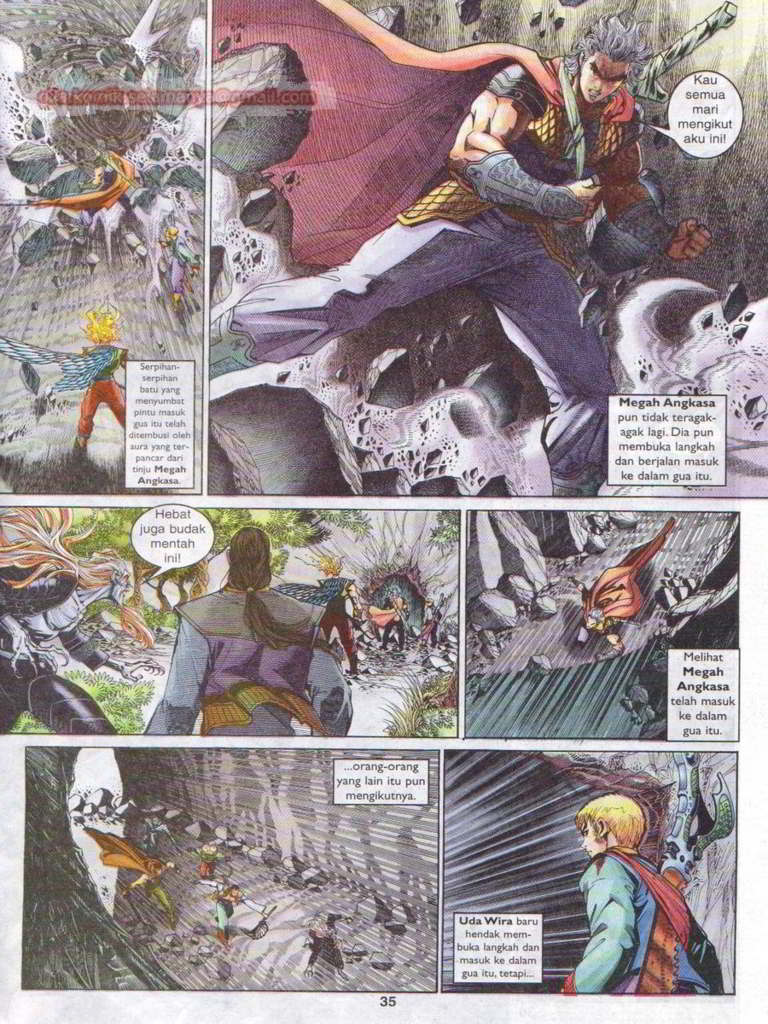 Serpihan-
serpihan
batu yang
menyumbat
pintu masuk
gua itu telah
ditembusi oleh
aura yang ter-
pancar dari
tinju Megah
Angkasa.
Kau
semua
mari
mengikut
aku ini!
Megah Angkasa
pun tidak teragak-
agak lagi. Dia pun
membuka langkah
dan berjalan masuk
ke dalam gua itu.
Hebat
juga budak
mentah
ini!
Melihat
Megah
Angkasa
telah masuk
ke dalam
gua itu.
...orang-orang
yang lain itu pun
mengikutnya.
Uda Wira baru
hendak mem-
buka langkah dan
masuk ke dalam
gua itu, tetapi...
35